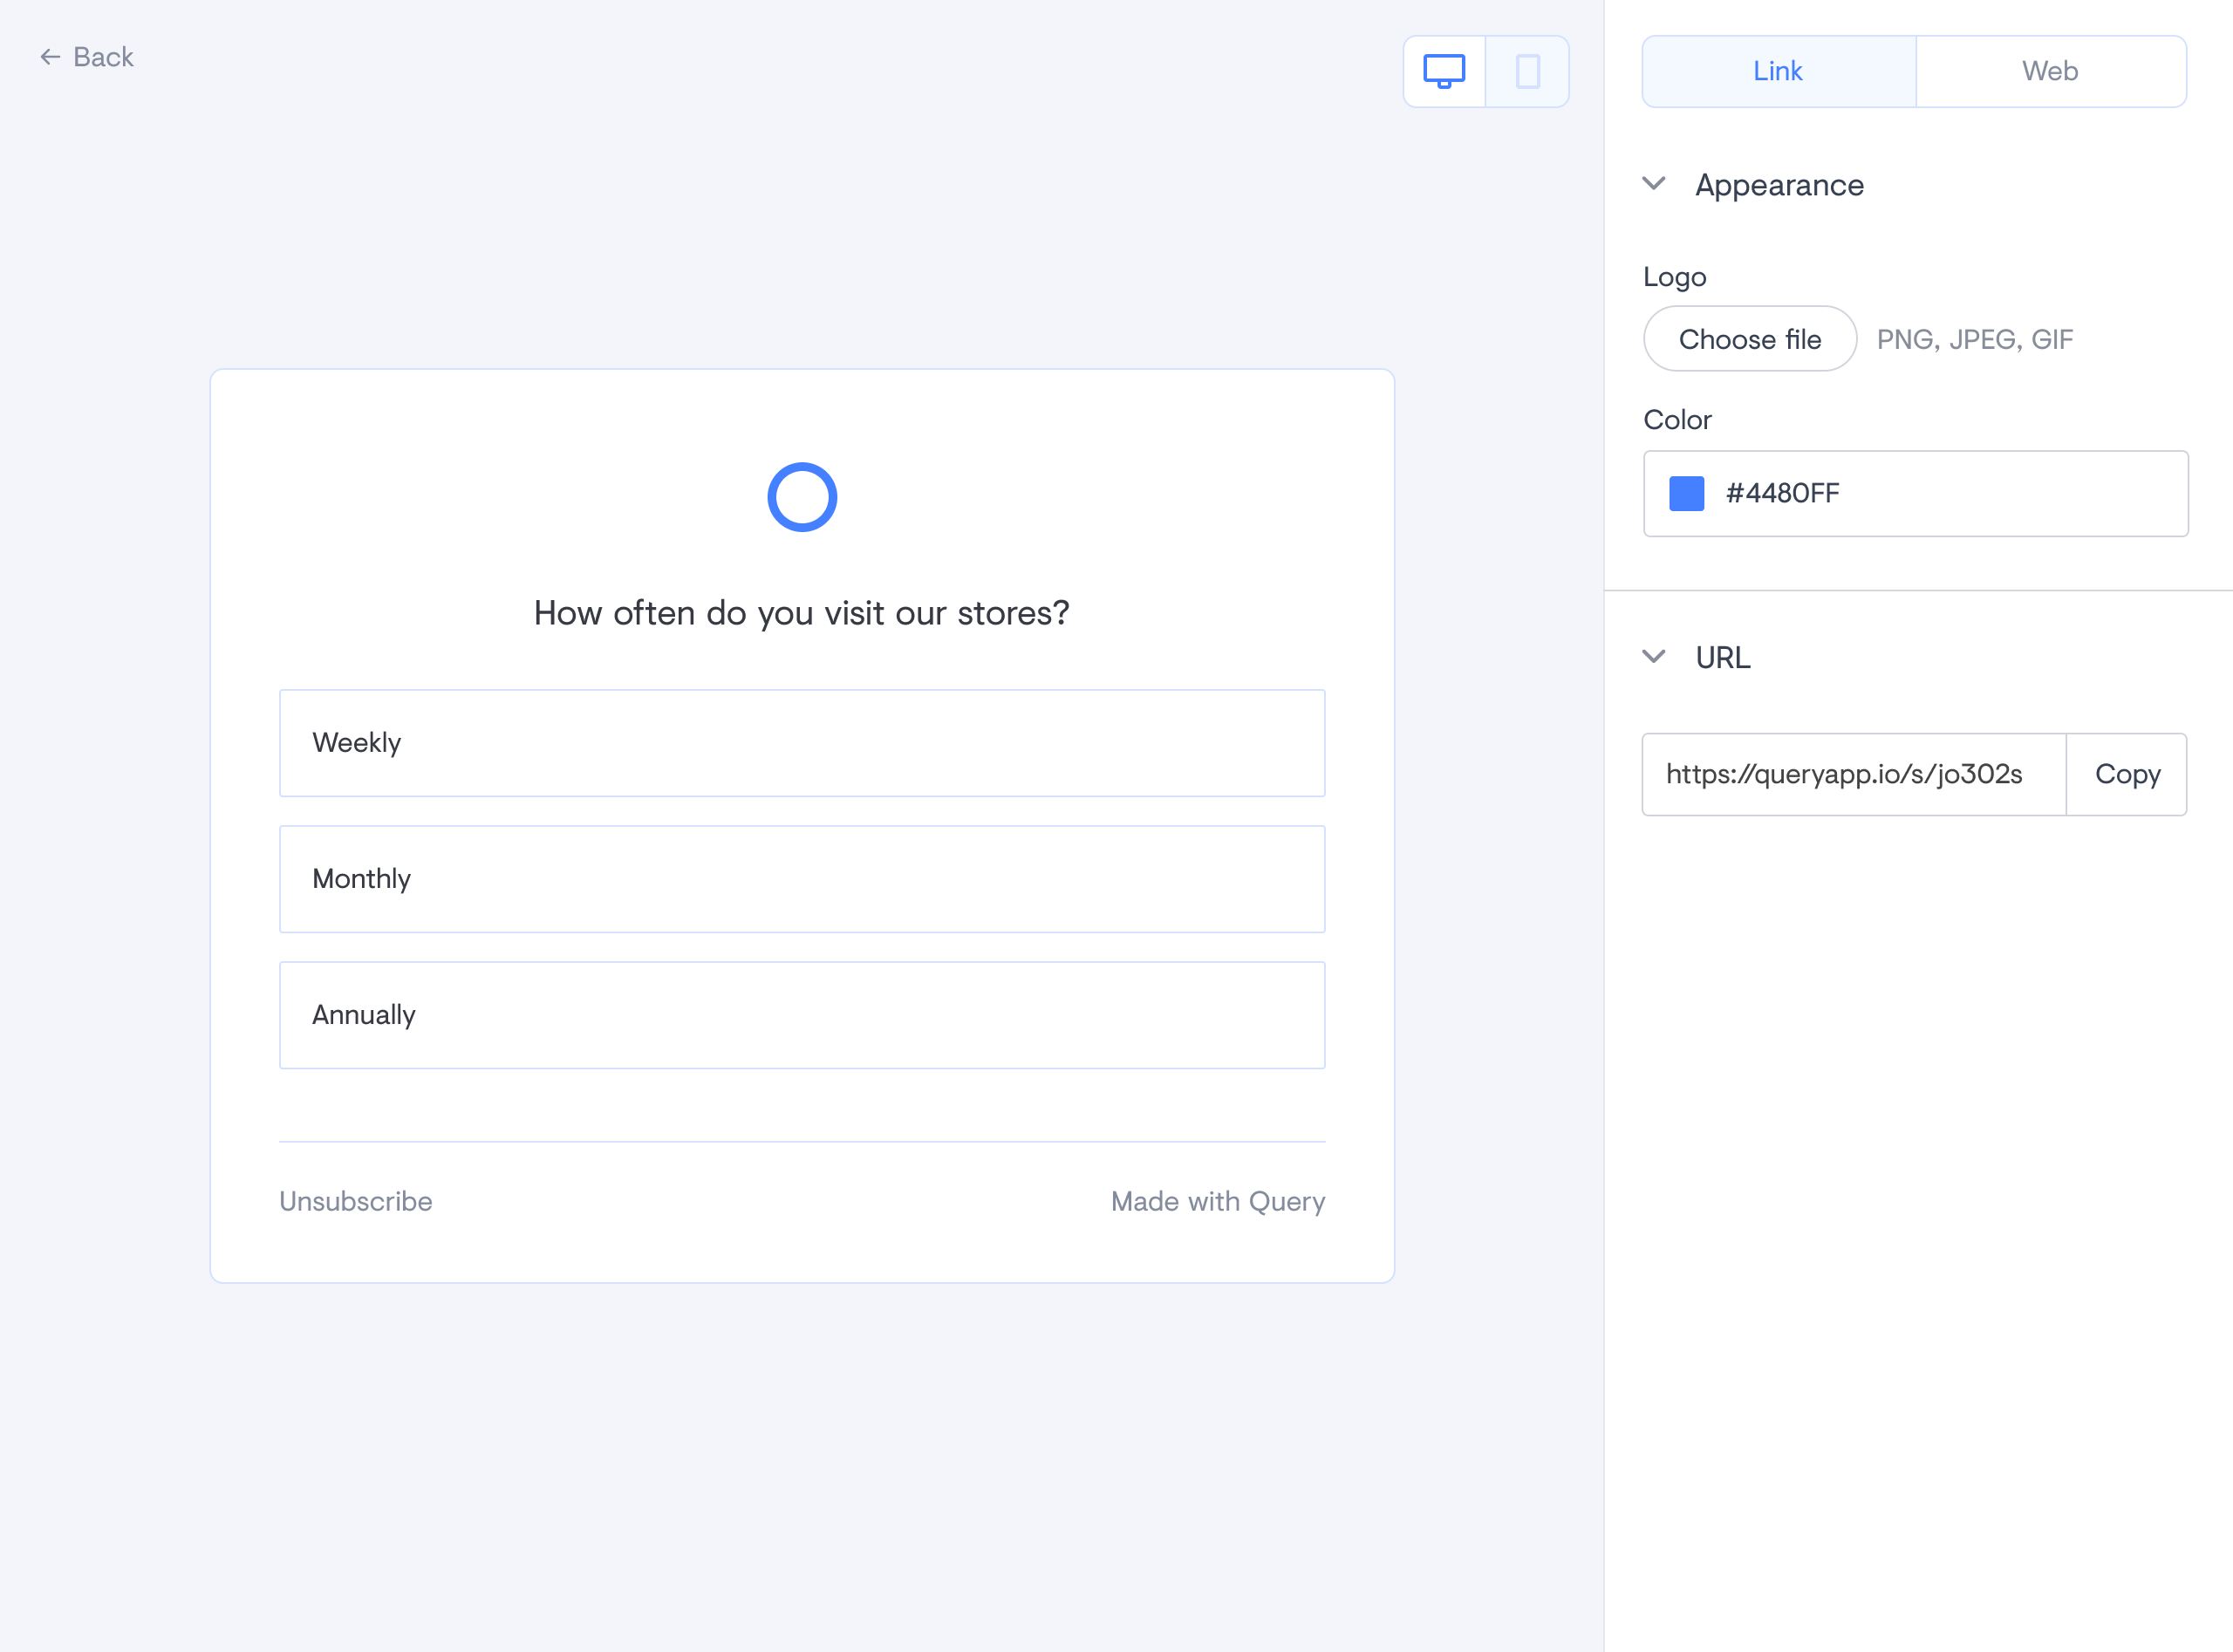 Back
Link
Web
Appearance
Logo
Choose file
PNG, JPEG, GIF
Color
#4480FF
How often do you visit our stores?
Weekly
Monthly
Annually
Unsubscribe
Made with Query
URL
https://queryapp.io/s/jo302s
Copy